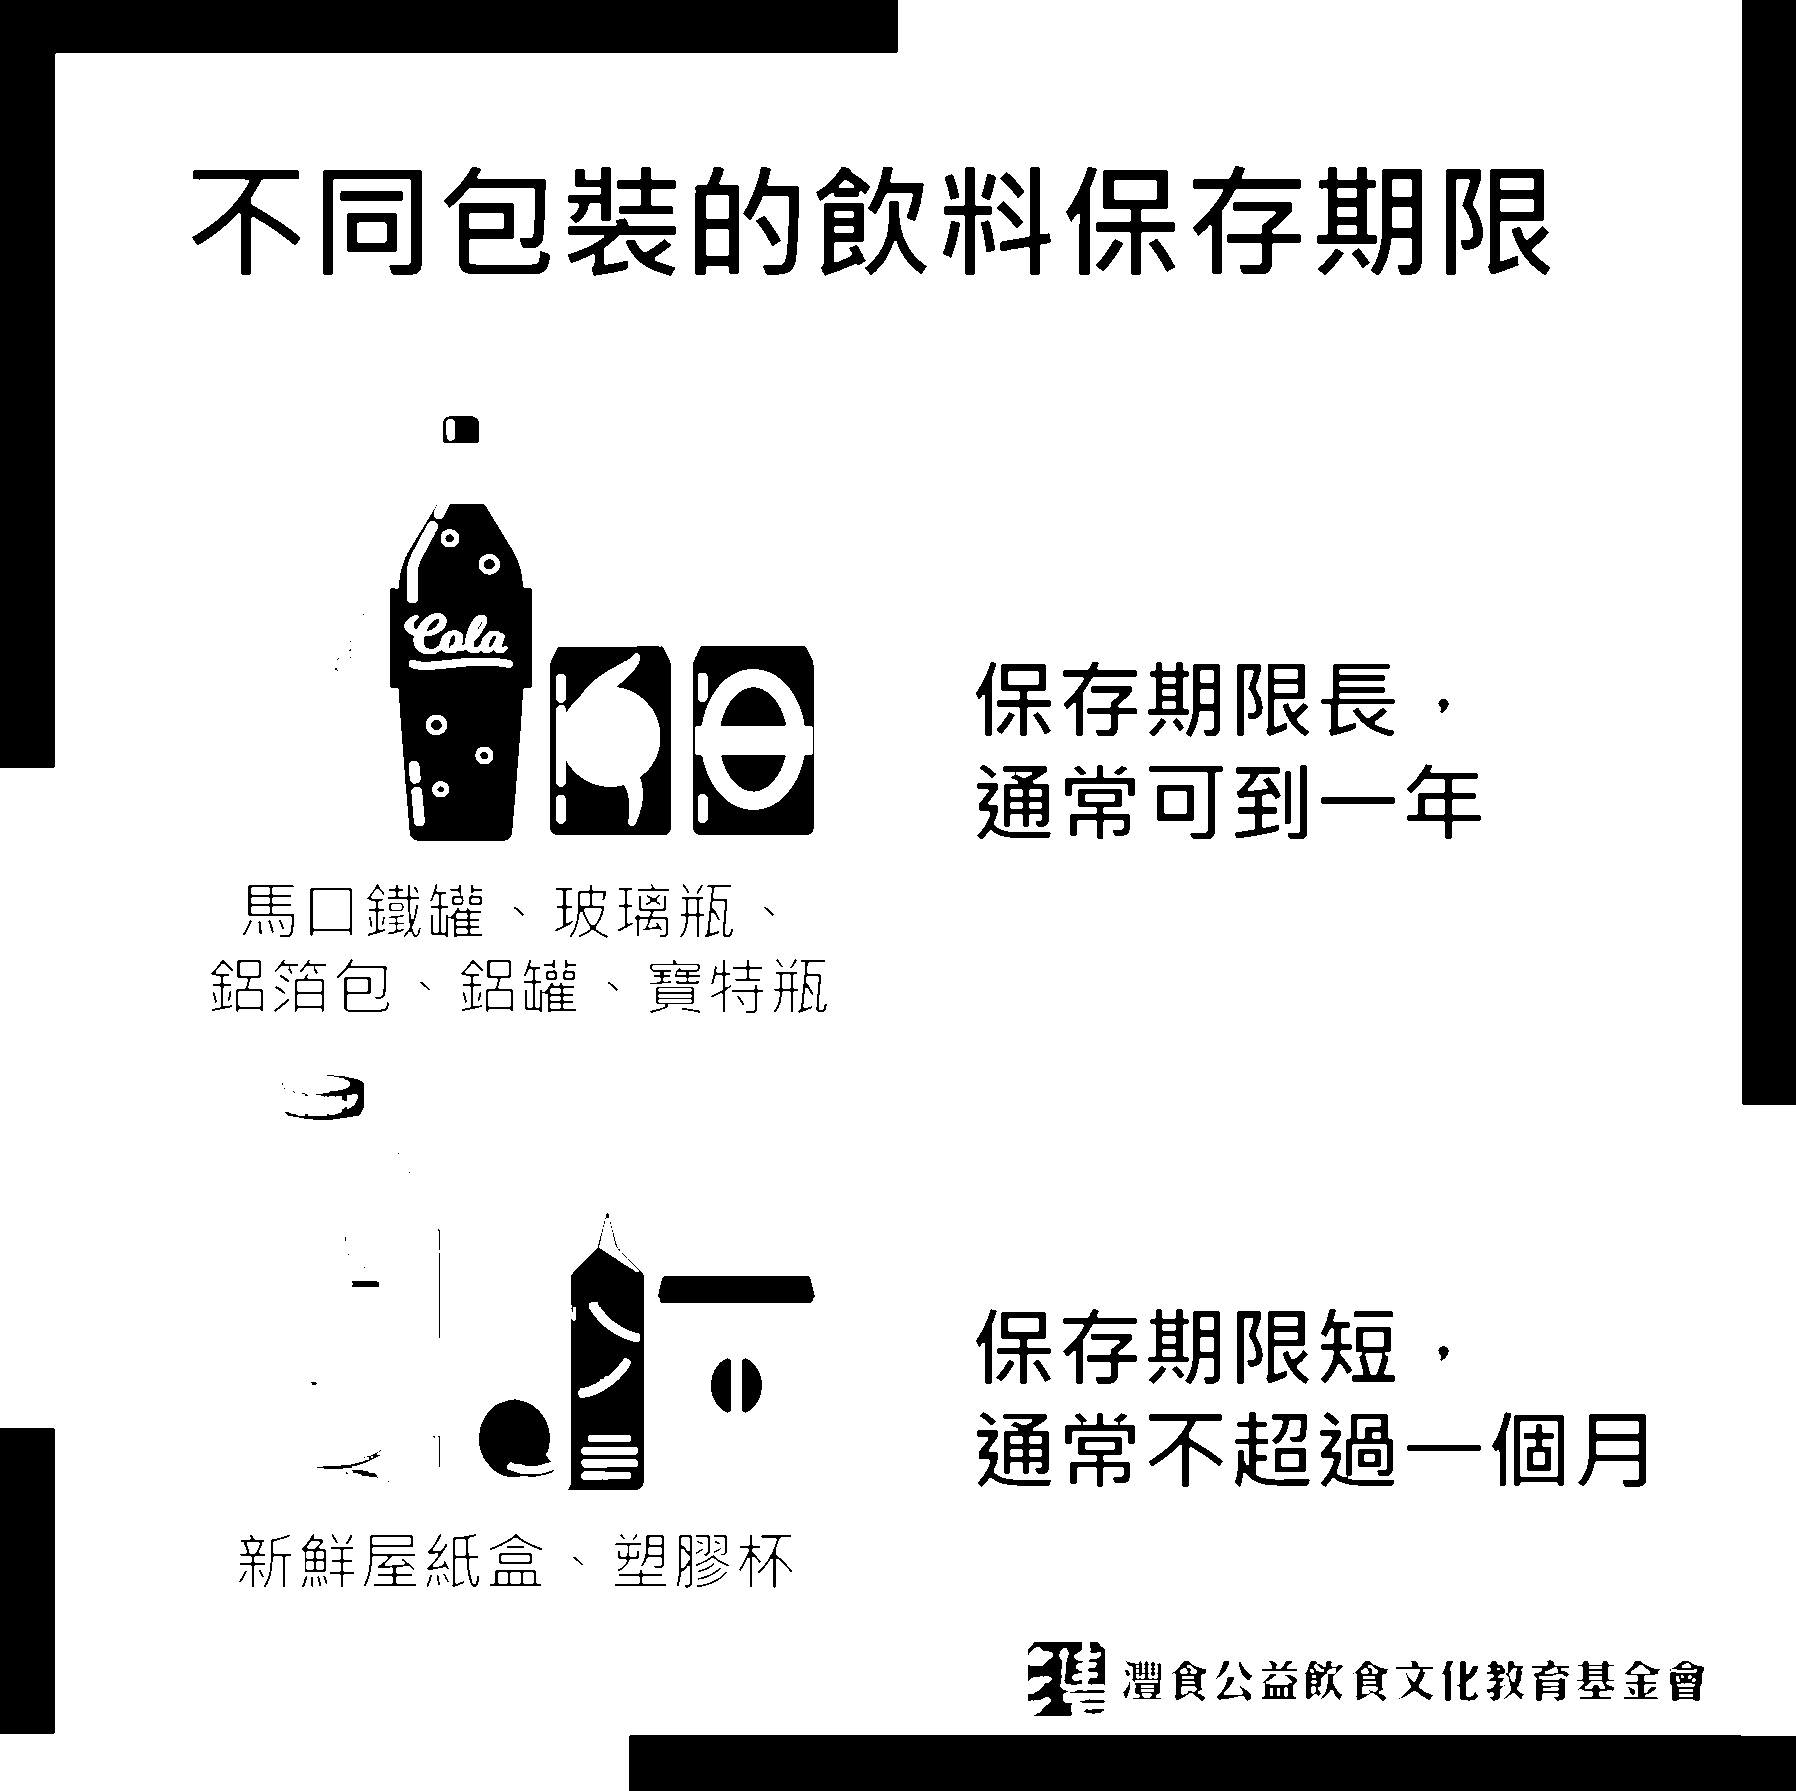 不同包裝的飲料保存期限
Cola
保存期限長，
通常可到一年
馬口鐵罐、玻璃瓶、
鋁箔包、鋁罐、寶特瓶
保存期限短，
通常不超過一個月
新鮮屋紙盒、塑膠杯
灃食公益飲食文化教育基金會